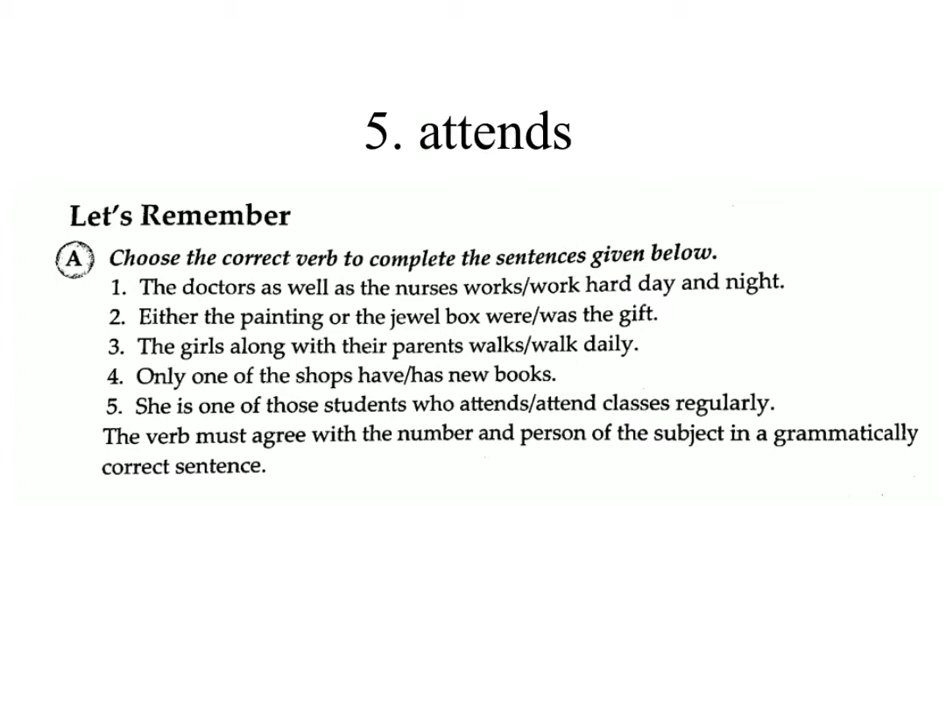 5. attends
Let's Remember
A Choose the correct verb to complete the sentences given below.
1. The doctors as well as the nurses works/work hard day and night.
2. Either the painting or the jewel box were/was the gift.
3. The girls along with their parents walks/walk daily.
4. Only one of the shops have/has new books.
5. She is one of those students who attends/attend classes regularly.
The verb must agree with the number and person of the subject in a grammatically
correct sentence.